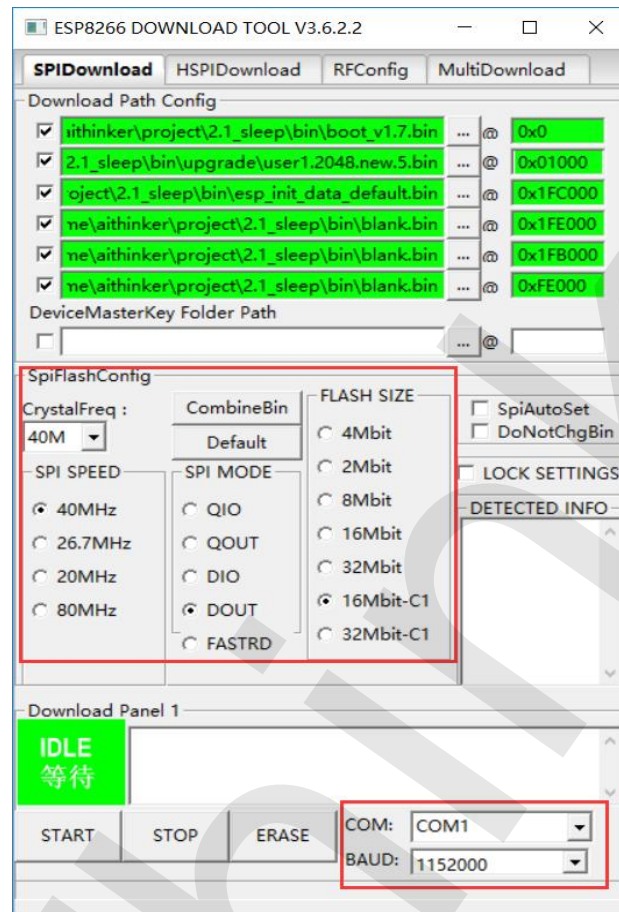 ESP8266 DOWNLOAD TOOL V3.6.2.2
SPIDownload HSPIDownload RFConfig MultiDownload
Download Path Config
ithinker\project\2.1_sleep\bin\boot_v1.7.bin ... @ 0x0
2.1_sleep\bin\upgrade\user1.2048.new.5.bin ... @ 0x01000
oject\2.1_sleep\bin\esp_init_data_default.bin ... @ 0x1FC000
ne\aithinker\project\2.1_sleep\bin\blank.bin ... @ 0x1FE000
ne\aithinker\project\2.1_sleep\bin\blank.bin ... @ 0x1FB000
ne\aithinker\project\2.1_sleep\bin\blank.bin ... @ 0xFE000
DeviceMasterKey Folder Path
... @
SpiFlashConfig
CrystalFreq :
40M
CombineBin
Default
SPI SPEED
40MHz
26.7MHz
20MHz
80MHz
SPI MODE
QIO
QOUT
DIO
DOUT
FASTRD
FLASH SIZE
4Mbit
2Mbit
8Mbit
16Mbit
32Mbit
16Mbit-C1
32Mbit-C1
SpiAutoSet
DoNotChgBin
LOCK SETTINGS
DETECTED INFO
Download Panel 1
IDLE
等待
START STOP ERASE
COM: COM1
BAUD: 1152000